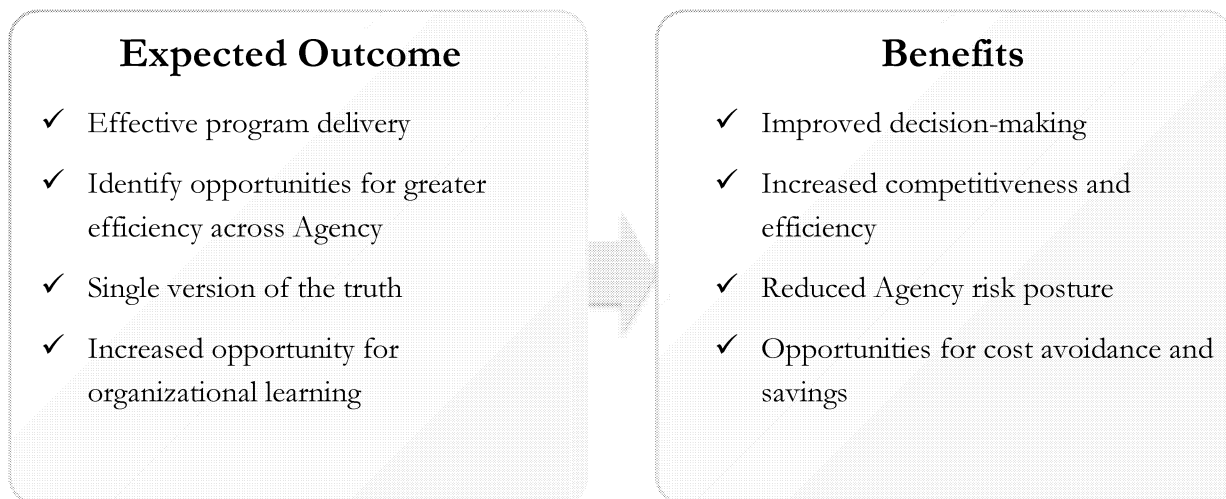 Expected Outcome
✓ Effective program delivery
✓ Identify opportunities for greater
efficiency across Agency
✓ Single version of the truth
✓ Increased opportunity for
organizational learning
Benefits
✓ Improved decision-making
✓ Increased competitiveness and
efficiency
✓ Reduced Agency risk posture
✓ Opportunities for cost avoidance and
savings